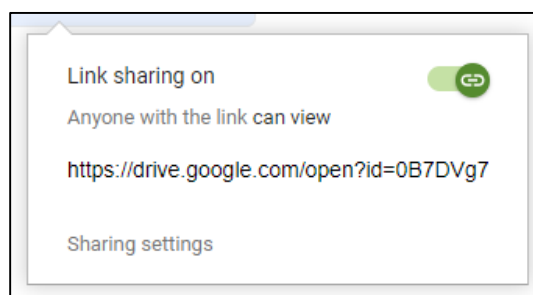 Link sharing on
Anyone with the link can view
https://drive.google.com/open?id=0B7DVg7
Sharing settings